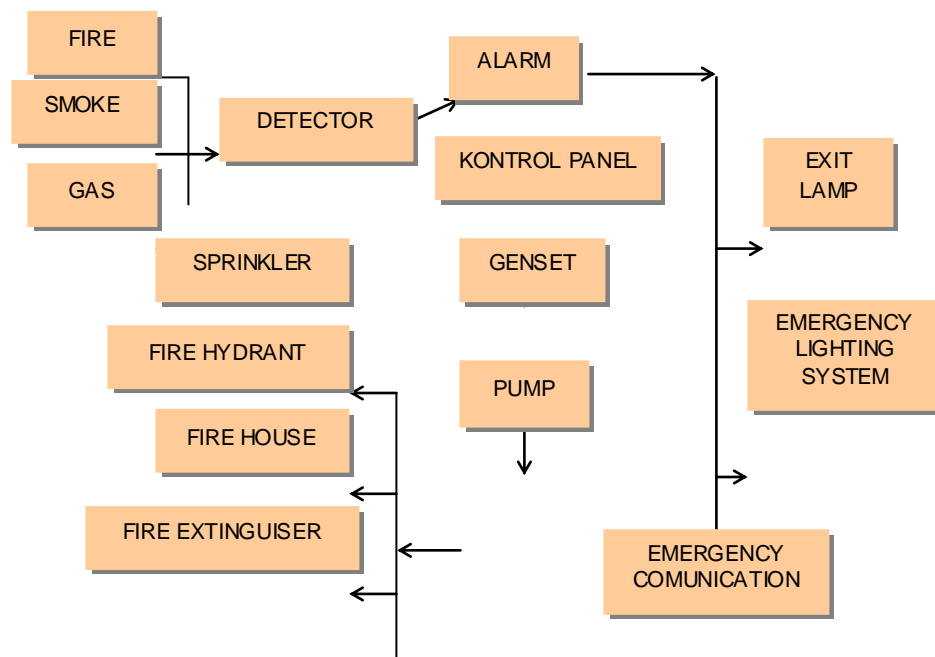 FIRE
SMOKE
GAS
DETECTOR
ALARM
KONTROL PANEL
EXIT
LAMP
SPRINKLER
GENSET
EMERGENCY
LIGHTING
SYSTEM
FIRE HYDRANT
PUMP
FIRE HOUSE
FIRE EXTINGUISER
EMERGENCY
COMUNICATION